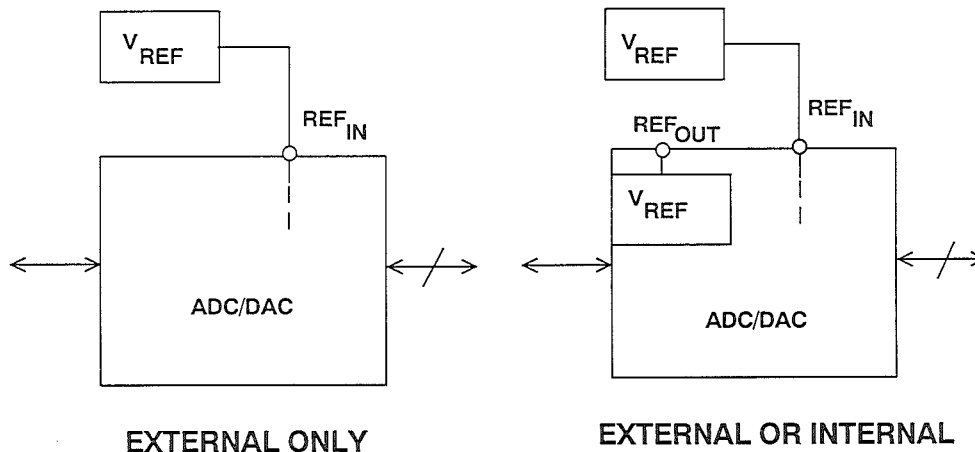 VREF
REFIN
ADC/DAC
EXTERNAL ONLY
VREF
REFIN
REFOUT
VREF
ADC/DAC
EXTERNAL OR INTERNAL